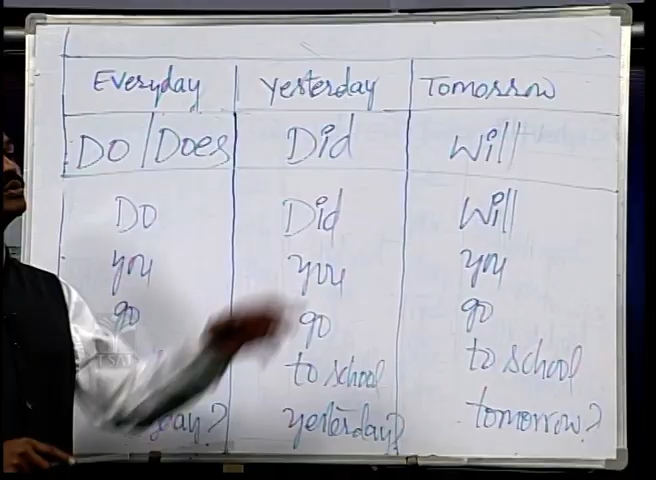 Everyday Yesterday Tomorrow
Do/Does Did Will
Do Did Will
you you you
go go go
to school to school
yesterday? tomorrow?